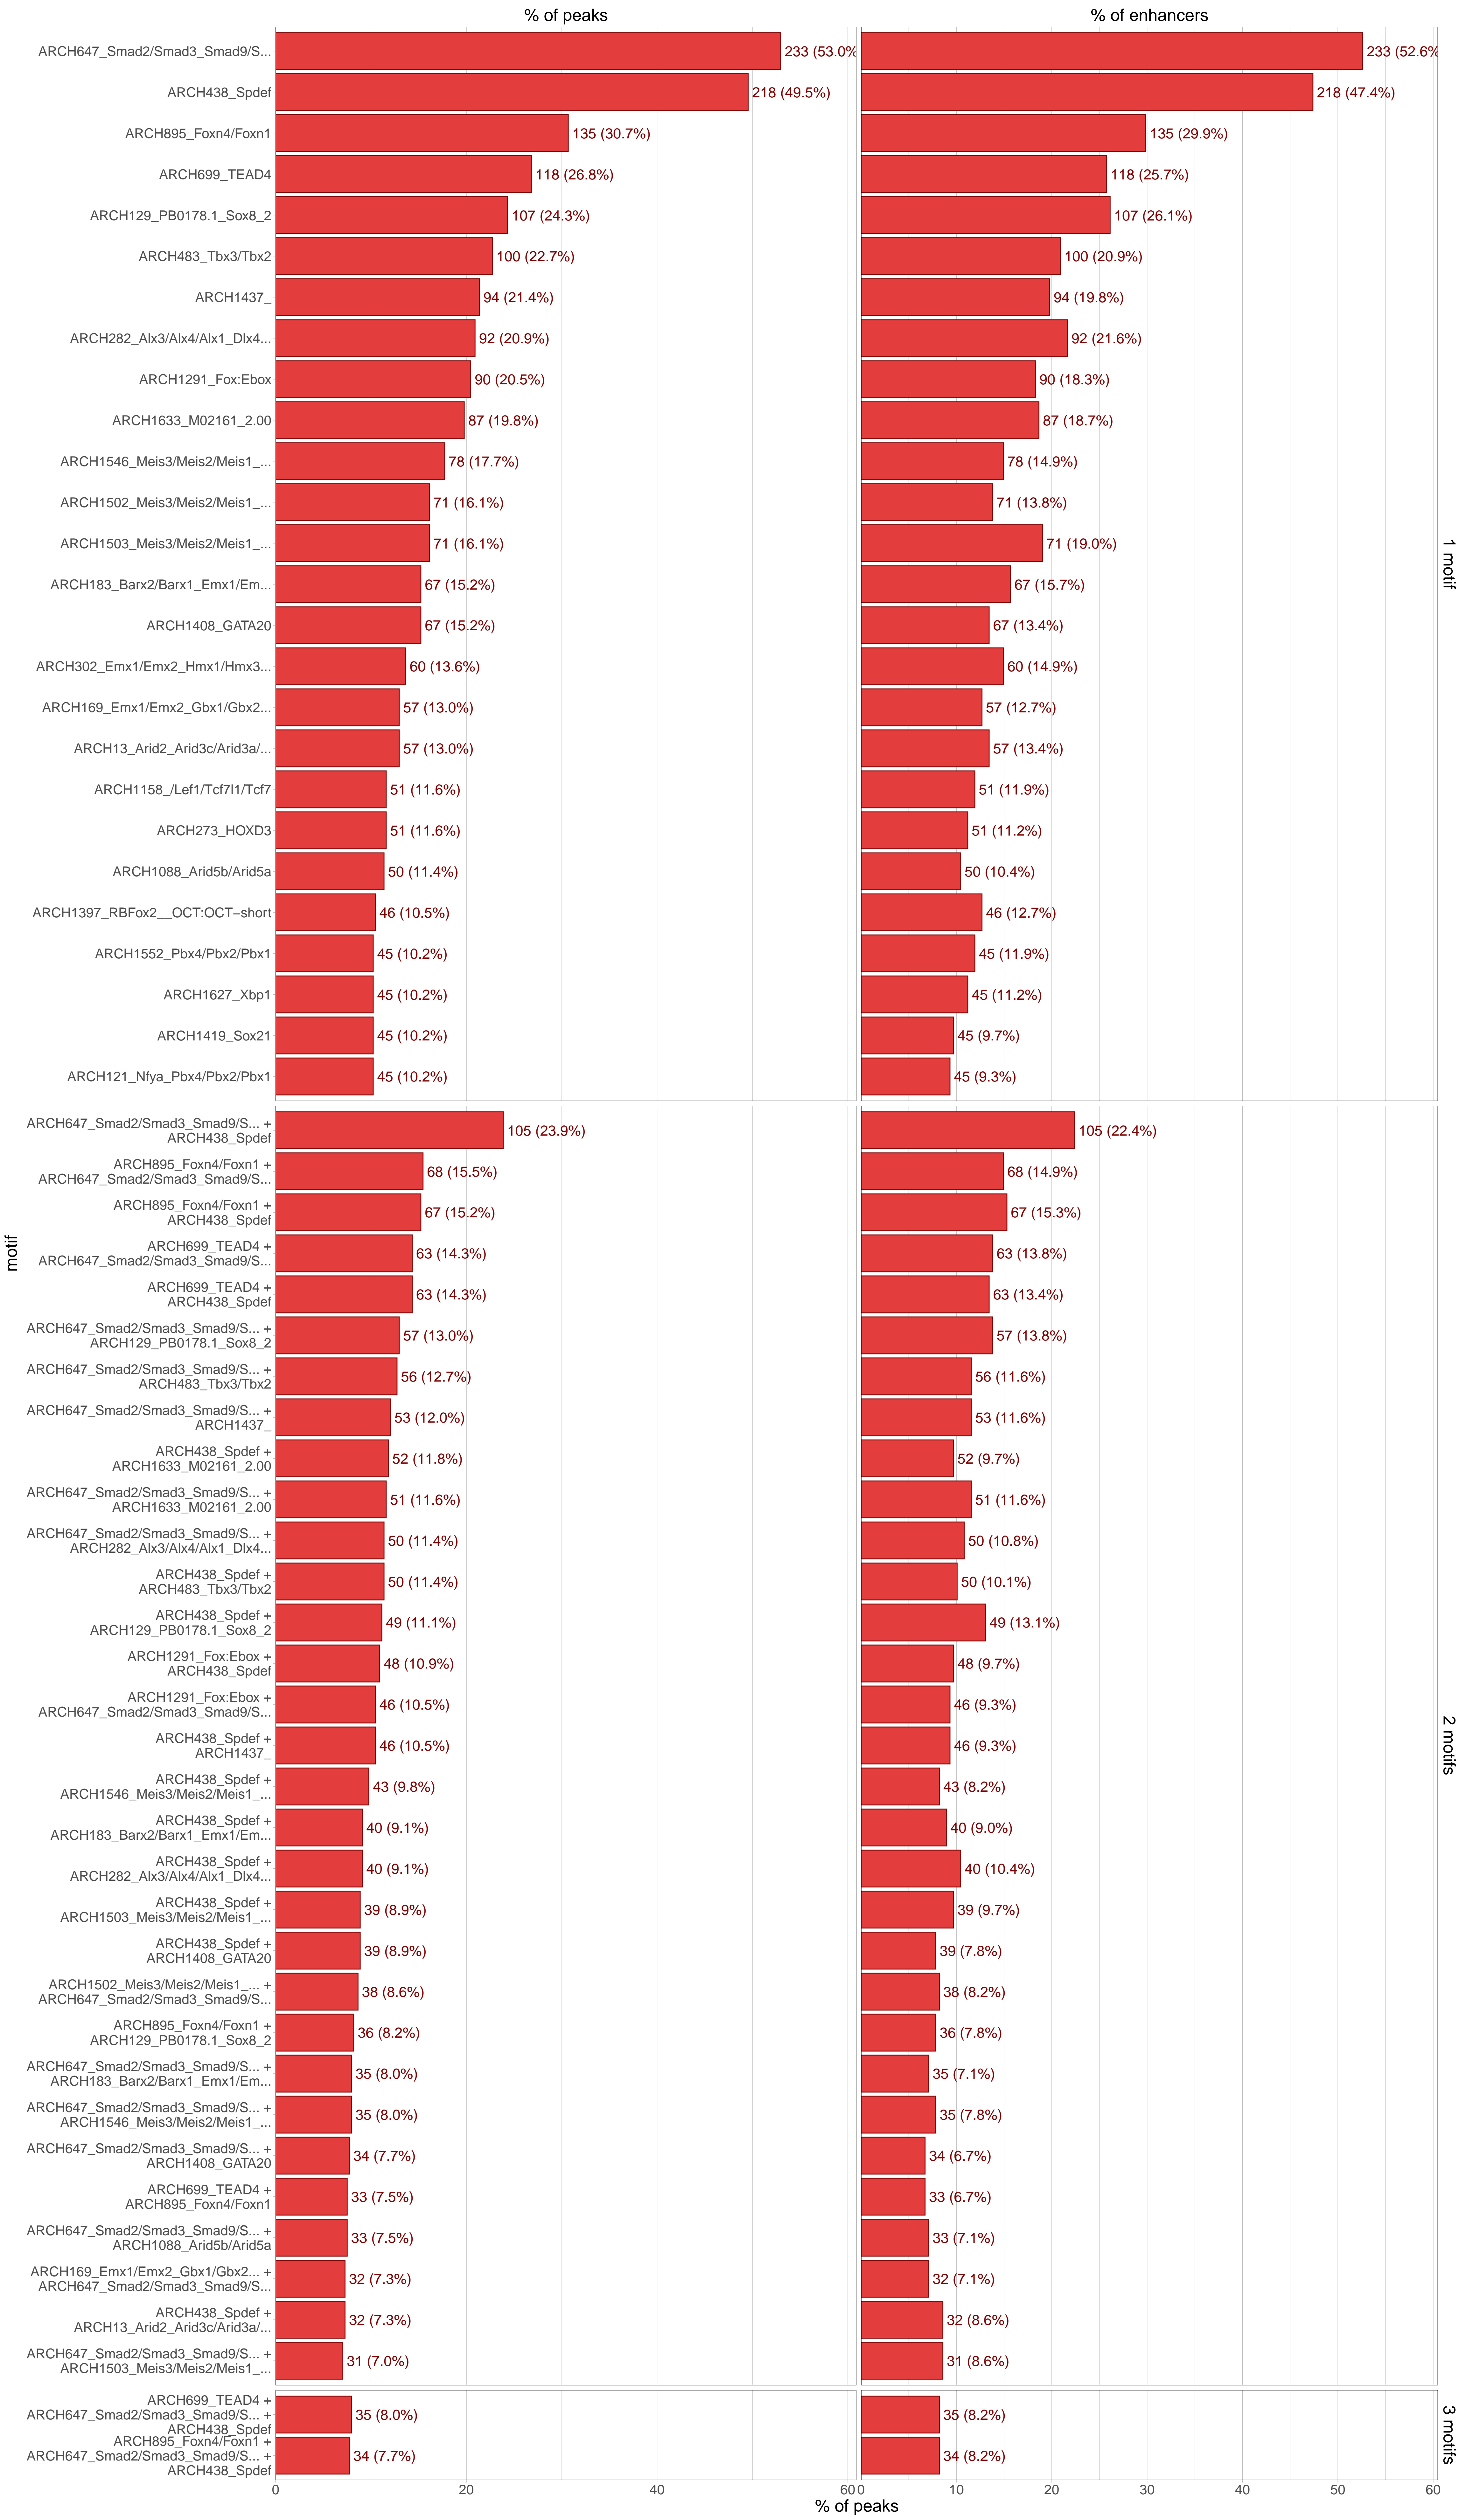 % of peaks
% of enhancers
ARCH647_Smad2/Smad3_Smad9/S... 233 (53.0% 233 (52.6%
ARCH438_Spdef 218 (49.5%) 218 (47.4%)
ARCH895_Foxn4/Foxn1 135 (30.7%) 135 (29.9%)
ARCH699_TEAD4 118 (26.8%) 118 (25.7%)
ARCH129_PB0178.1_Sox8_2 107 (24.3%) 107 (26.1%)
ARCH483_Tbx3/Tbx2 100 (22.7%) 100 (20.9%)
ARCH1437_ 94 (21.4%) 94 (19.8%)
ARCH282_Alx3/Alx4/Alx1_Dlx4... 92 (20.9%) 92 (21.6%)
ARCH1291_Fox:Ebox 90 (20.5%) 90 (18.3%)
ARCH1633_M02161_2.00 87 (19.8%) 87 (18.7%)
ARCH1546_Meis3/Meis2/Meis1_... 78 (17.7%) 78 (14.9%)
ARCH1502_Meis3/Meis2/Meis1_... 71 (16.1%) 71 (13.8%)
ARCH1503_Meis3/Meis2/Meis1_... 71 (16.1%) 71 (19.0%)
ARCH183_Barx2/Barx1_Emx1/Em... 67 (15.2%) 67 (15.7%)
ARCH1408_GATA20 67 (15.2%) 67 (13.4%)
ARCH302_Emx1/Emx2_Hmx1/Hmx3... 60 (13.6%) 60 (14.9%)
ARCH169_Emx1/Emx2_Gbx1/Gbx2... 57 (13.0%) 57 (12.7%)
ARCH13_Arid2_Arid3c/Arid3a/... 57 (13.0%) 57 (13.4%)
ARCH1158_/Lef1/Tcf7l1/Tcf7 51 (11.6%) 51 (11.9%)
ARCH273_HOXD3 51 (11.6%) 51 (11.2%)
ARCH1088_Arid5b/Arid5a 50 (11.4%) 50 (10.4%)
ARCH1397_RBFox2__OCT:OCT−short 46 (10.5%) 46 (12.7%)
ARCH1552_Pbx4/Pbx2/Pbx1 45 (10.2%) 45 (11.9%)
ARCH1627_Xbp1 45 (10.2%) 45 (11.2%)
ARCH1419_Sox21 45 (10.2%) 45 (9.7%)
ARCH121_Nfya_Pbx4/Pbx2/Pbx1 45 (10.2%) 45 (9.3%)
1 motif
ARCH647_Smad2/Smad3_Smad9/S... +
ARCH438_Spdef 105 (23.9%) 105 (22.4%)
ARCH895_Foxn4/Foxn1 +
ARCH647_Smad2/Smad3_Smad9/S... 68 (15.5%) 68 (14.9%)
ARCH895_Foxn4/Foxn1 +
ARCH438_Spdef 67 (15.2%) 67 (15.3%)
ARCH699_TEAD4 +
ARCH647_Smad2/Smad3_Smad9/S... 63 (14.3%) 63 (13.8%)
ARCH699_TEAD4 +
ARCH438_Spdef 63 (14.3%) 63 (13.4%)
ARCH647_Smad2/Smad3_Smad9/S... +
ARCH129_PB0178.1_Sox8_2 57 (13.0%) 57 (13.8%)
ARCH647_Smad2/Smad3_Smad9/S... +
ARCH483_Tbx3/Tbx2 56 (12.7%) 56 (11.6%)
ARCH647_Smad2/Smad3_Smad9/S... +
ARCH1437_ 53 (12.0%) 53 (11.6%)
ARCH438_Spdef +
ARCH1633_M02161_2.00 52 (11.8%) 52 (9.7%)
ARCH647_Smad2/Smad3_Smad9/S... +
ARCH1633_M02161_2.00 51 (11.6%) 51 (11.6%)
ARCH647_Smad2/Smad3_Smad9/S... +
ARCH282_Alx3/Alx4/Alx1_Dlx4... 50 (11.4%) 50 (10.8%)
ARCH438_Spdef +
ARCH483_Tbx3/Tbx2 50 (11.4%) 50 (10.1%)
ARCH438_Spdef +
ARCH129_PB0178.1_Sox8_2 49 (11.1%) 49 (13.1%)
ARCH1291_Fox:Ebox +
ARCH438_Spdef 48 (10.9%) 48 (9.7%)
ARCH1291_Fox:Ebox +
ARCH647_Smad2/Smad3_Smad9/S... 46 (10.5%) 46 (9.3%)
ARCH438_Spdef +
ARCH1437_ 46 (10.5%) 46 (9.3%)
ARCH438_Spdef +
ARCH1546_Meis3/Meis2/Meis1_... 43 (9.8%) 43 (8.2%)
ARCH438_Spdef +
ARCH183_Barx2/Barx1_Emx1/Em... 40 (9.1%) 40 (9.0%)
ARCH438_Spdef +
ARCH282_Alx3/Alx4/Alx1_Dlx4... 40 (9.1%) 40 (10.4%)
ARCH438_Spdef +
ARCH1503_Meis3/Meis2/Meis1_... 39 (8.9%) 39 (9.7%)
ARCH438_Spdef +
ARCH1408_GATA20 39 (8.9%) 39 (7.8%)
ARCH1502_Meis3/Meis2/Meis1_... +
ARCH647_Smad2/Smad3_Smad9/S... 38 (8.6%) 38 (8.2%)
ARCH895_Foxn4/Foxn1 +
ARCH129_PB0178.1_Sox8_2 36 (8.2%) 36 (7.8%)
ARCH647_Smad2/Smad3_Smad9/S... +
ARCH183_Barx2/Barx1_Emx1/Em... 35 (8.0%) 35 (7.1%)
ARCH647_Smad2/Smad3_Smad9/S... +
ARCH1546_Meis3/Meis2/Meis1_... 35 (8.0%) 35 (7.8%)
ARCH647_Smad2/Smad3_Smad9/S... +
ARCH1408_GATA20 34 (7.7%) 34 (6.7%)
ARCH699_TEAD4 +
ARCH895_Foxn4/Foxn1 33 (7.5%) 33 (6.7%)
ARCH647_Smad2/Smad3_Smad9/S... +
ARCH1088_Arid5b/Arid5a 33 (7.5%) 33 (7.1%)
ARCH169_Emx1/Emx2_Gbx1/Gbx2... +
ARCH647_Smad2/Smad3_Smad9/S... 32 (7.3%) 32 (7.1%)
ARCH438_Spdef +
ARCH13_Arid2_Arid3c/Arid3a/... 32 (7.3%) 32 (8.6%)
ARCH647_Smad2/Smad3_Smad9/S... +
ARCH1503_Meis3/Meis2/Meis1_... 31 (7.0%) 31 (8.6%)
2 motifs
motif
ARCH699_TEAD4 +
ARCH647_Smad2/Smad3_Smad9/S... + 35 (8.0%) 35 (8.2%)
ARCH438_Spdef
ARCH895_Foxn4/Foxn1 +
ARCH647_Smad2/Smad3_Smad9/S... + 34 (7.7%) 34 (8.2%)
ARCH438_Spdef
3 motifs
0 20 40 60 0 10 20 30 40 50 60
% of peaks